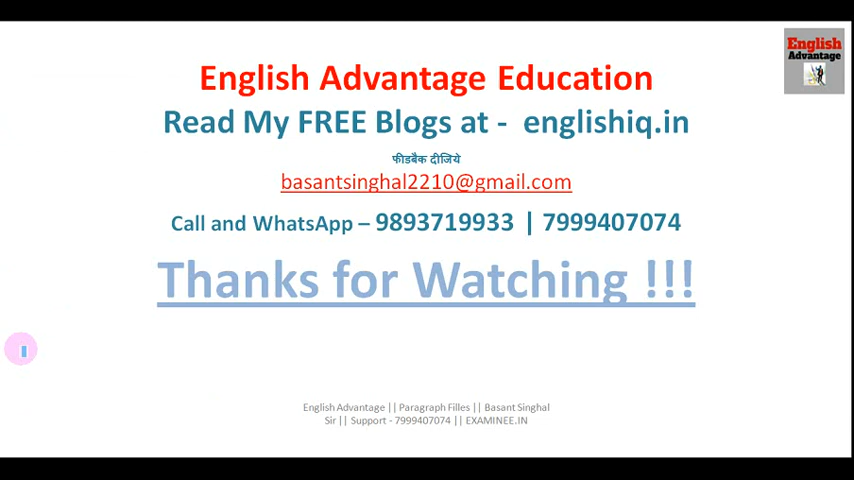 English
Advantage
English Advantage Education
Read My FREE Blogs at - englishiq.in
फीडबैक दीजिये
basantsinghal2210@gmail.com
Call and WhatsApp – 9893719933 | 7999407074
Thanks for Watching !!!
English Advantage || Paragraph Filles || Basant Singhal
Sir || Support - 7999407074 || EXAMINEE.IN